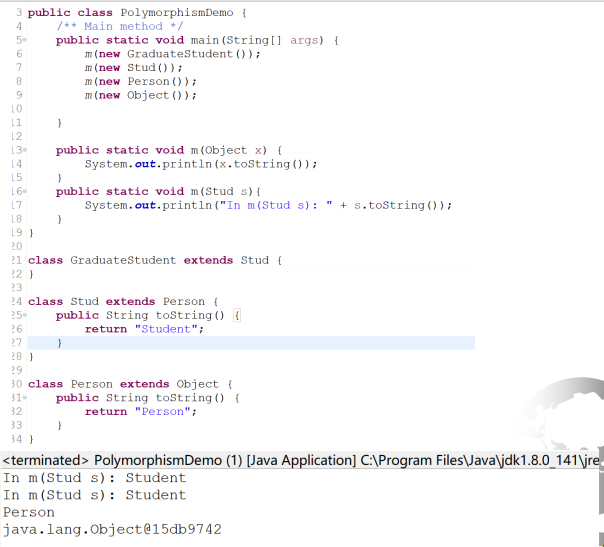 3 public class PolymorphismDemo {
4 /** Main method */
5 public static void main(String[] args) {
6 m(new GraduateStudent());
7 m(new Stud());
8 m(new Person());
9 m(new Object());
10
11 }
12
13 public static void m(Object x) {
14 System.out.println(x.toString());
15 }
16 public static void m(Stud s){
17 System.out.println("In m(Stud s): " + s.toString());
18 }
19 }
20
21 class GraduateStudent extends Stud {
22 }
23
24 class Stud extends Person {
25 public String toString() {
26 return "Student";
27 }
28 }
29
30 class Person extends Object {
31 public String toString() {
32 return "Person";
33 }
34 }
<terminated> PolymorphismDemo (1) [Java Application] C:\Program Files\Java\jdk1.8.0_141\jre
In m(Stud s): Student
In m(Stud s): Student
Person
java.lang.Object@15db9742